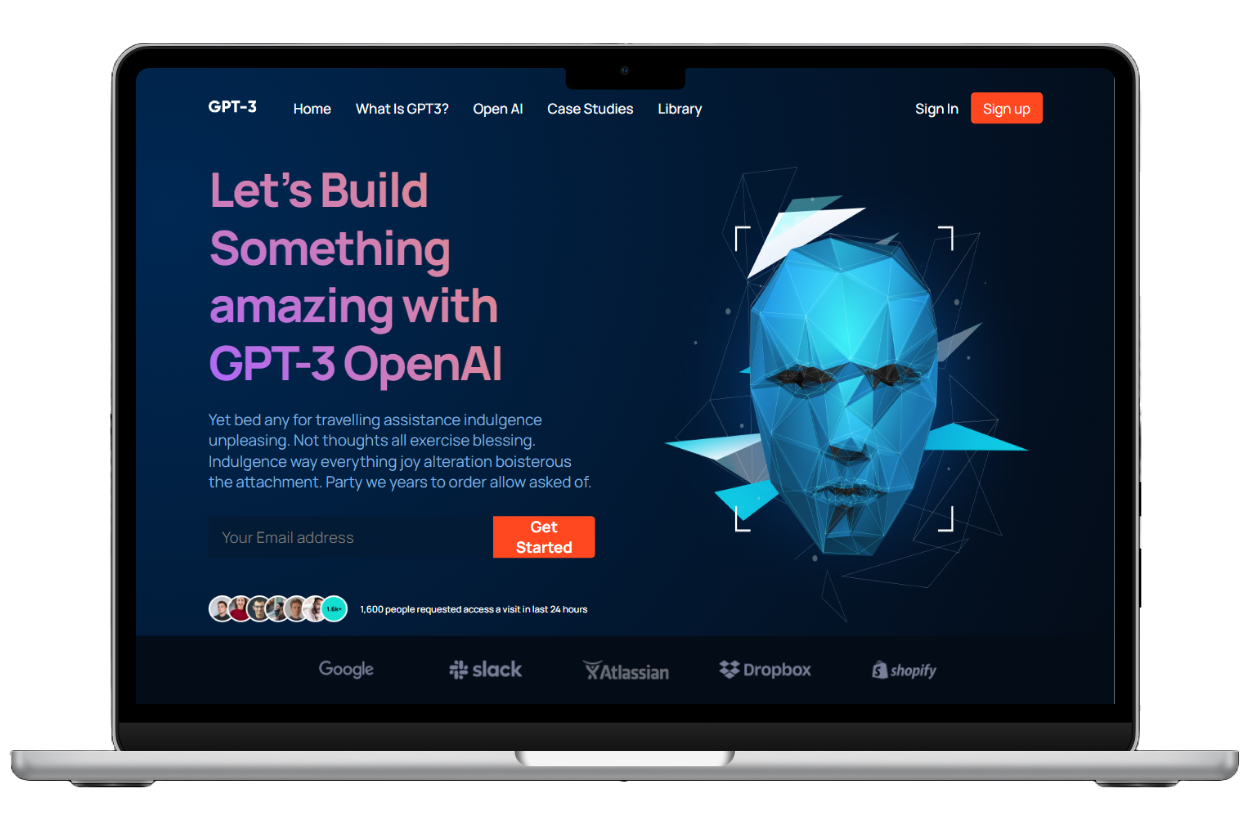 GPT-3
Home
What Is GPT3?
Open AI
Case Studies
Library
Sign In
Sign up
Let's Build
Something
amazing with
GPT-3 OpenAI
Yet bed any for travelling assistance indulgence
unpleasing. Not thoughts all exercise blessing.
Indulgence way everything joy alteration boisterous
the attachment. Party we years to order allow asked of.
Your Email address
Get
Started
1.6k+
1,600 people requested access a visit in last 24 hours
Google
slack
Atlassian
Dropbox
shopify